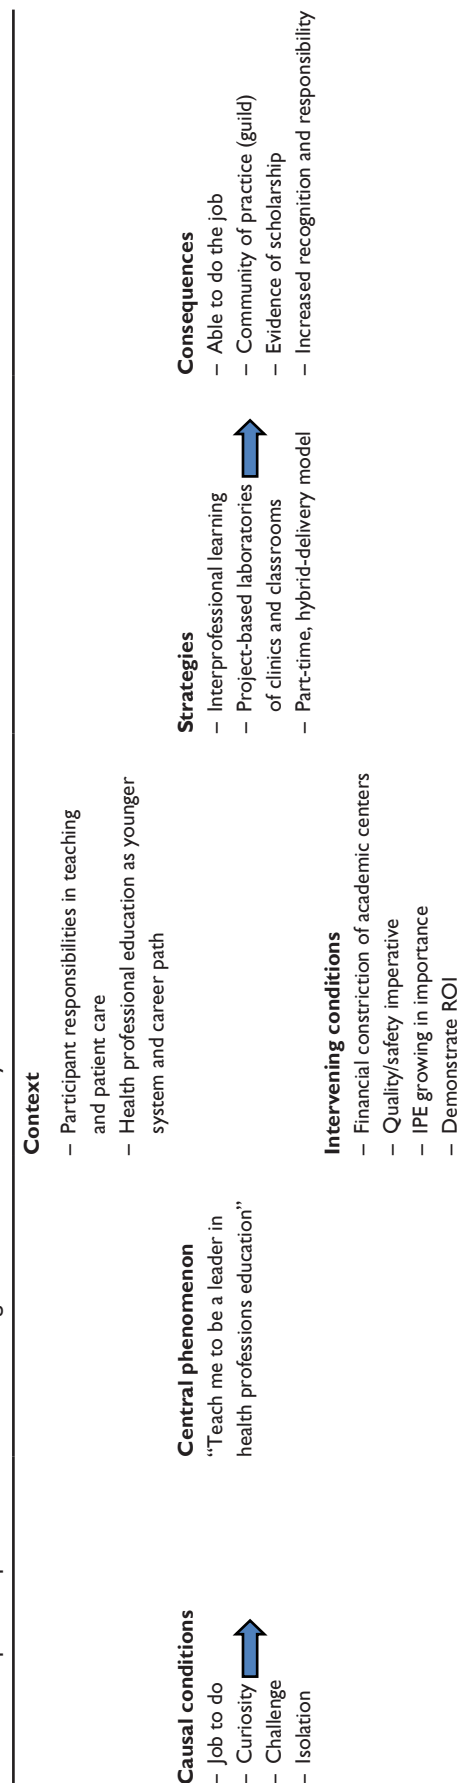 Context
– Participant responsibilities in teaching
and patient care
– Health professional education as younger
system and career path
Causal conditions
– Job to do
– Curiosity
– Challenge
– Isolation
Central phenomenon
“Teach me to be a leader in
health professions education”
Strategies
– Interprofessional learning
– Project-based laboratories
of clinics and classrooms
– Part-time, hybrid-delivery model
Consequences
– Able to do the job
– Community of practice (guild)
– Evidence of scholarship
– Increased recognition and responsibility
Intervening conditions
– Financial constriction of academic centers
– Quality/safety imperative
– IPE growing in importance
– Demonstrate ROI